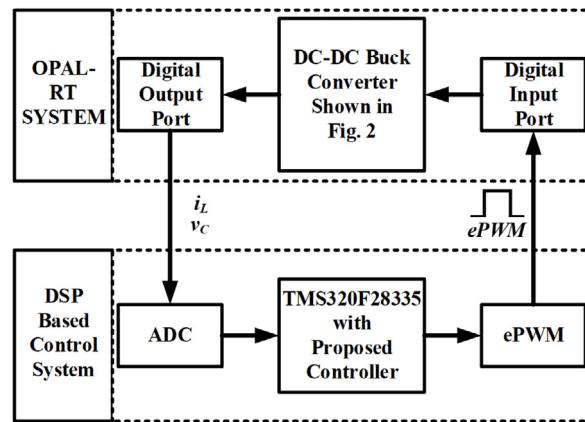 OPAL-
RT
SYSTEM
Digital
Output
Port
DC-DC Buck
Converter
Shown in
Fig. 2
Digital
Input
Port
iL
vC
ePWM
DSP
Based
Control
System
ADC
TMS320F28335
with
Proposed
Controller
ePWM